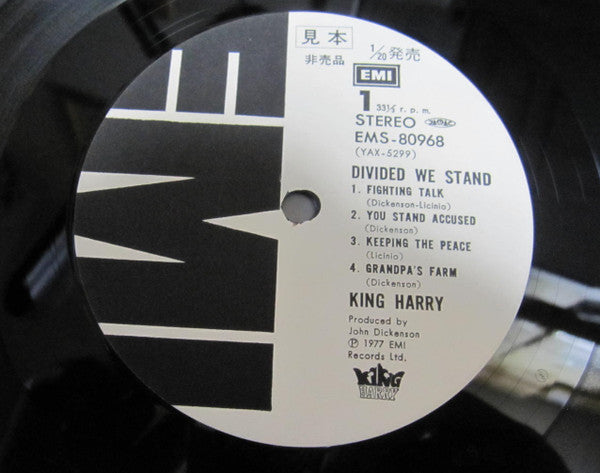 見本
非売品
1/20発売
EMI
1
33⅓ r. p. m.
STEREO
EMS-80968
(YAX-5299)
DIVIDED WE STAND
1. FIGHTING TALK
(Dickenson-Licinio)
2. YOU STAND ACCUSED
(Dickenson)
3. KEEPING THE PEACE
(Licinio)
4. GRANDPA'S FARM
(Dickenson)
KING HARRY
Produced by
John Dickenson
Ⓟ 1977 EMI
Records Ltd.
KING
HARRY
EMI